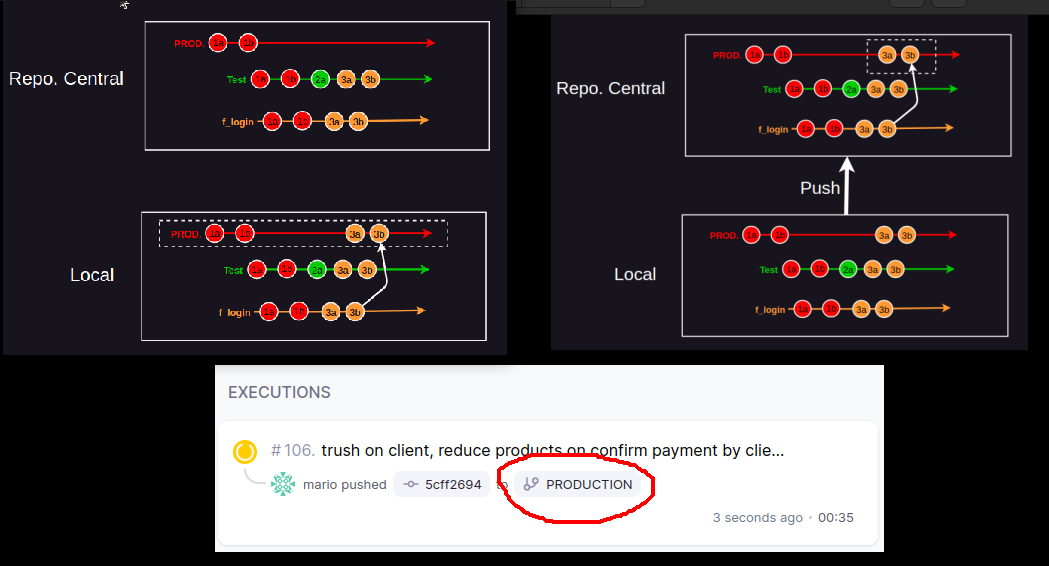 PROD. 1a 1b
Repo. Central
Test 1a 1b 2a 3a 3b
f_login 1a 1b 3a 3b
PROD. 1a 1b 3a 3b
Local
Test 1a 1b 2a 3a 3b
f_login 1a 1b 3a 3b
PROD. 1a 1b 3a 3b
Repo. Central
Test 1a 1b 2a 3a 3b
f_login 1a 1b 3a 3b
Push
PROD. 1a 1b 3a 3b
Local
Test 1a 1b 2a 3a 3b
f_login 1a 1b 3a 3b
EXECUTIONS
#106. trush on client, reduce products on confirm payment by clie...
mario pushed 5cff2694 to PRODUCTION
3 seconds ago · 00:35